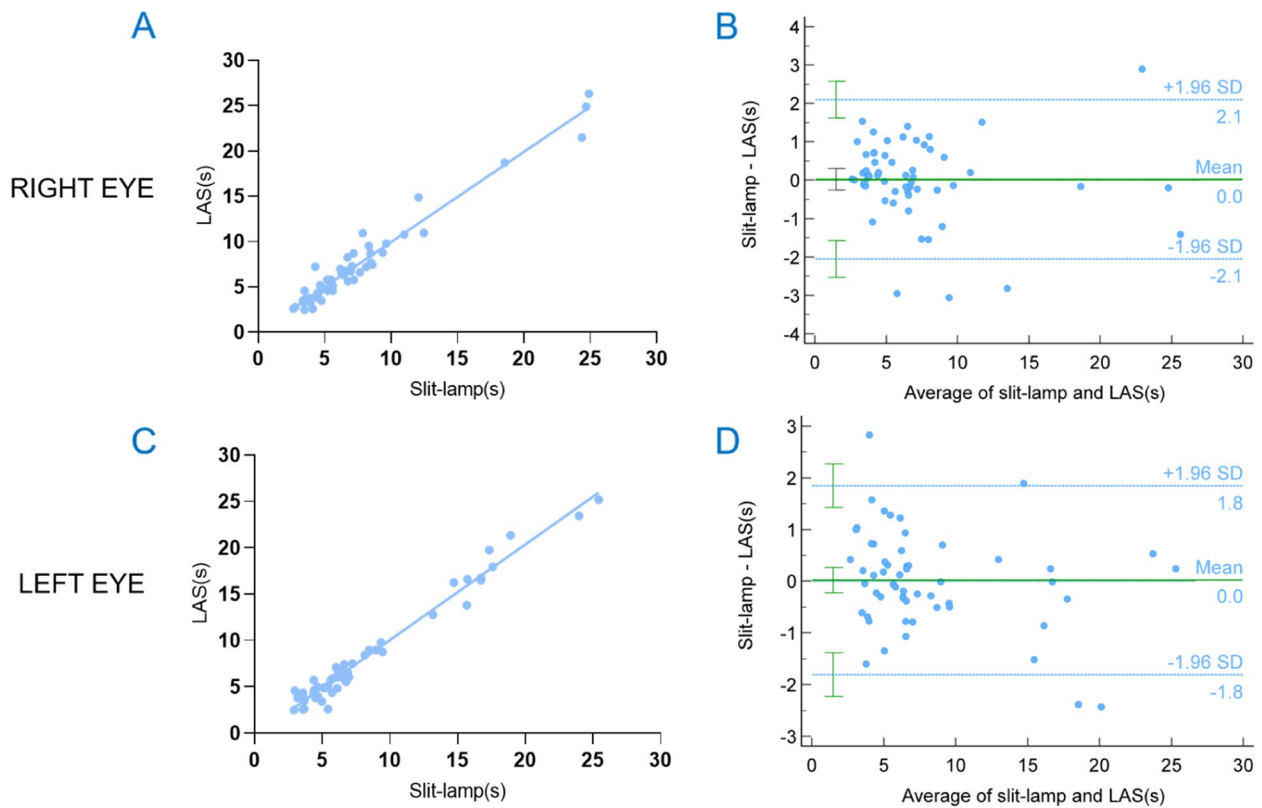 A
B
RIGHT EYE
30
25
20
15
10
5
0
LAS(s)
0 5 10 15 20 25 30
Slit-lamp(s)
4
3
2
1
0
-1
-2
-3
-4
Slit-lamp - LAS(s)
+1.96 SD
2.1
Mean
0.0
-1.96 SD
-2.1
0 5 10 15 20 25 30
Average of slit-lamp and LAS(s)
C
D
LEFT EYE
30
25
20
15
10
5
0
LAS(s)
0 5 10 15 20 25 30
Slit-lamp(s)
3
2
1
0
-1
-2
-3
Slit-lamp - LAS(s)
+1.96 SD
1.8
Mean
0.0
-1.96 SD
-1.8
0 5 10 15 20 25 30
Average of slit-lamp and LAS(s)